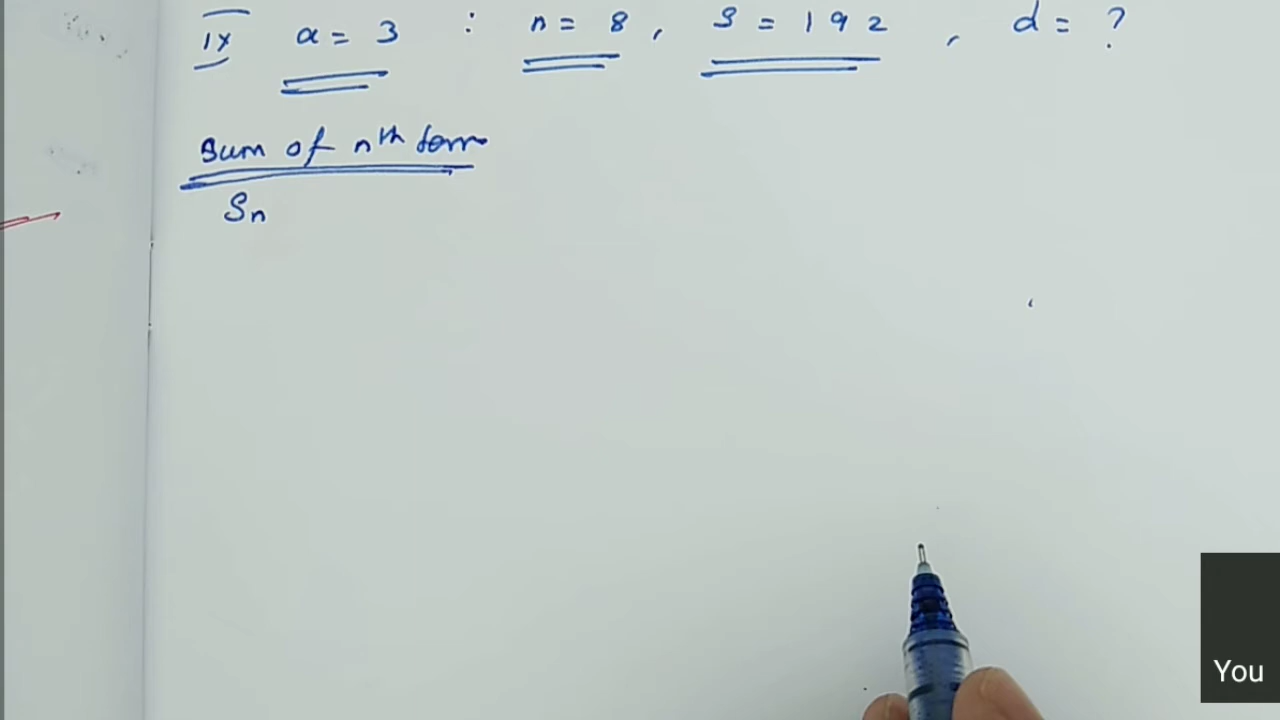 ix a = 3 : n = 8 , S = 192 , d = ?
Sum of nth term
Sn
You